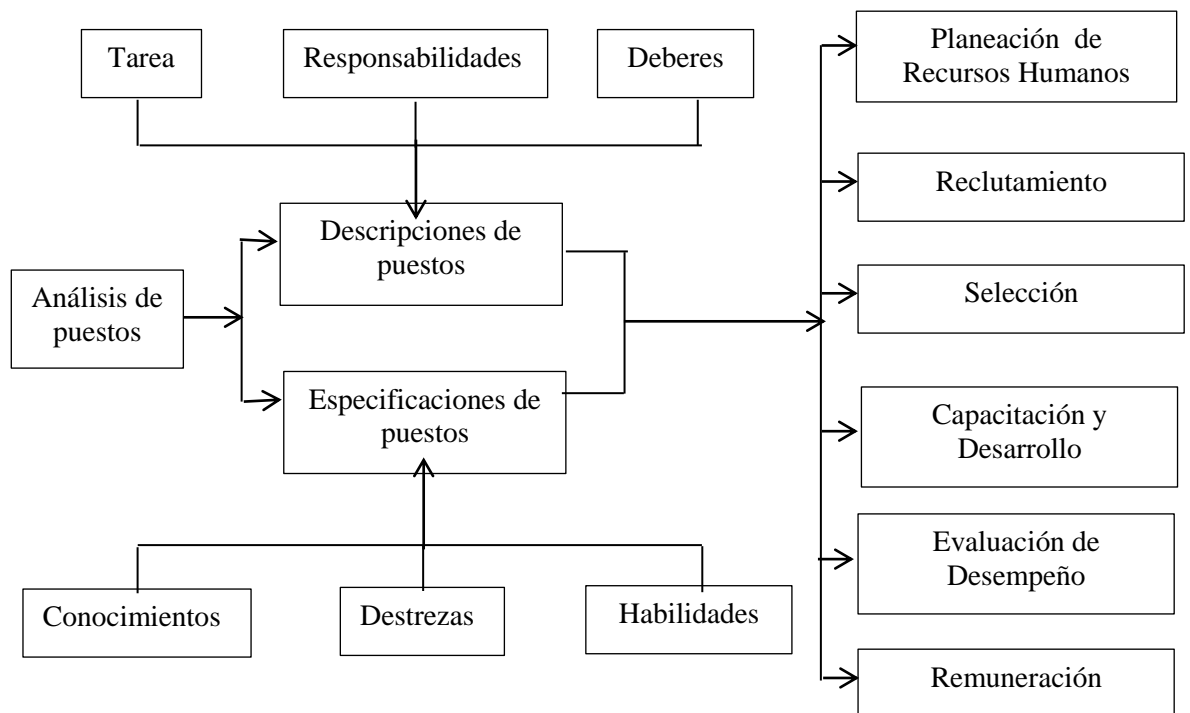 Tarea
Responsabilidades
Deberes
Planeación de
Recursos Humanos
Reclutamiento
Descripciones de
puestos
Análisis de
puestos
Selección
Especificaciones de
puestos
Capacitación y
Desarrollo
Evaluación de
Desempeño
Conocimientos
Destrezas
Habilidades
Remuneración